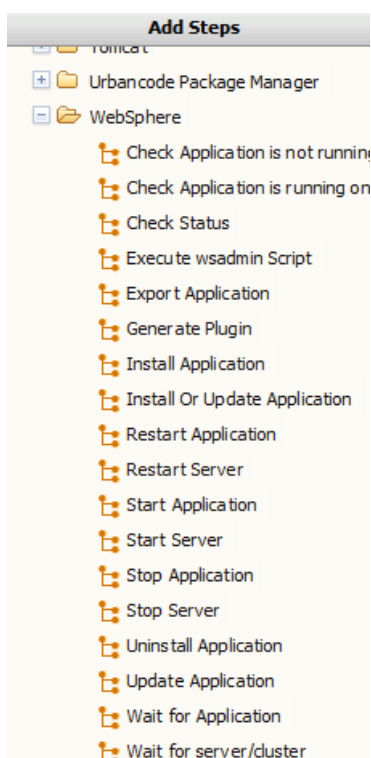 Add Steps
Tomcat
Urbancode Package Manager
WebSphere
Check Application is not running
Check Application is running on
Check Status
Execute wsadmin Script
Export Application
Generate Plugin
Install Application
Install Or Update Application
Restart Application
Restart Server
Start Application
Start Server
Stop Application
Stop Server
Uninstall Application
Update Application
Wait for Application
Wait for server/cluster